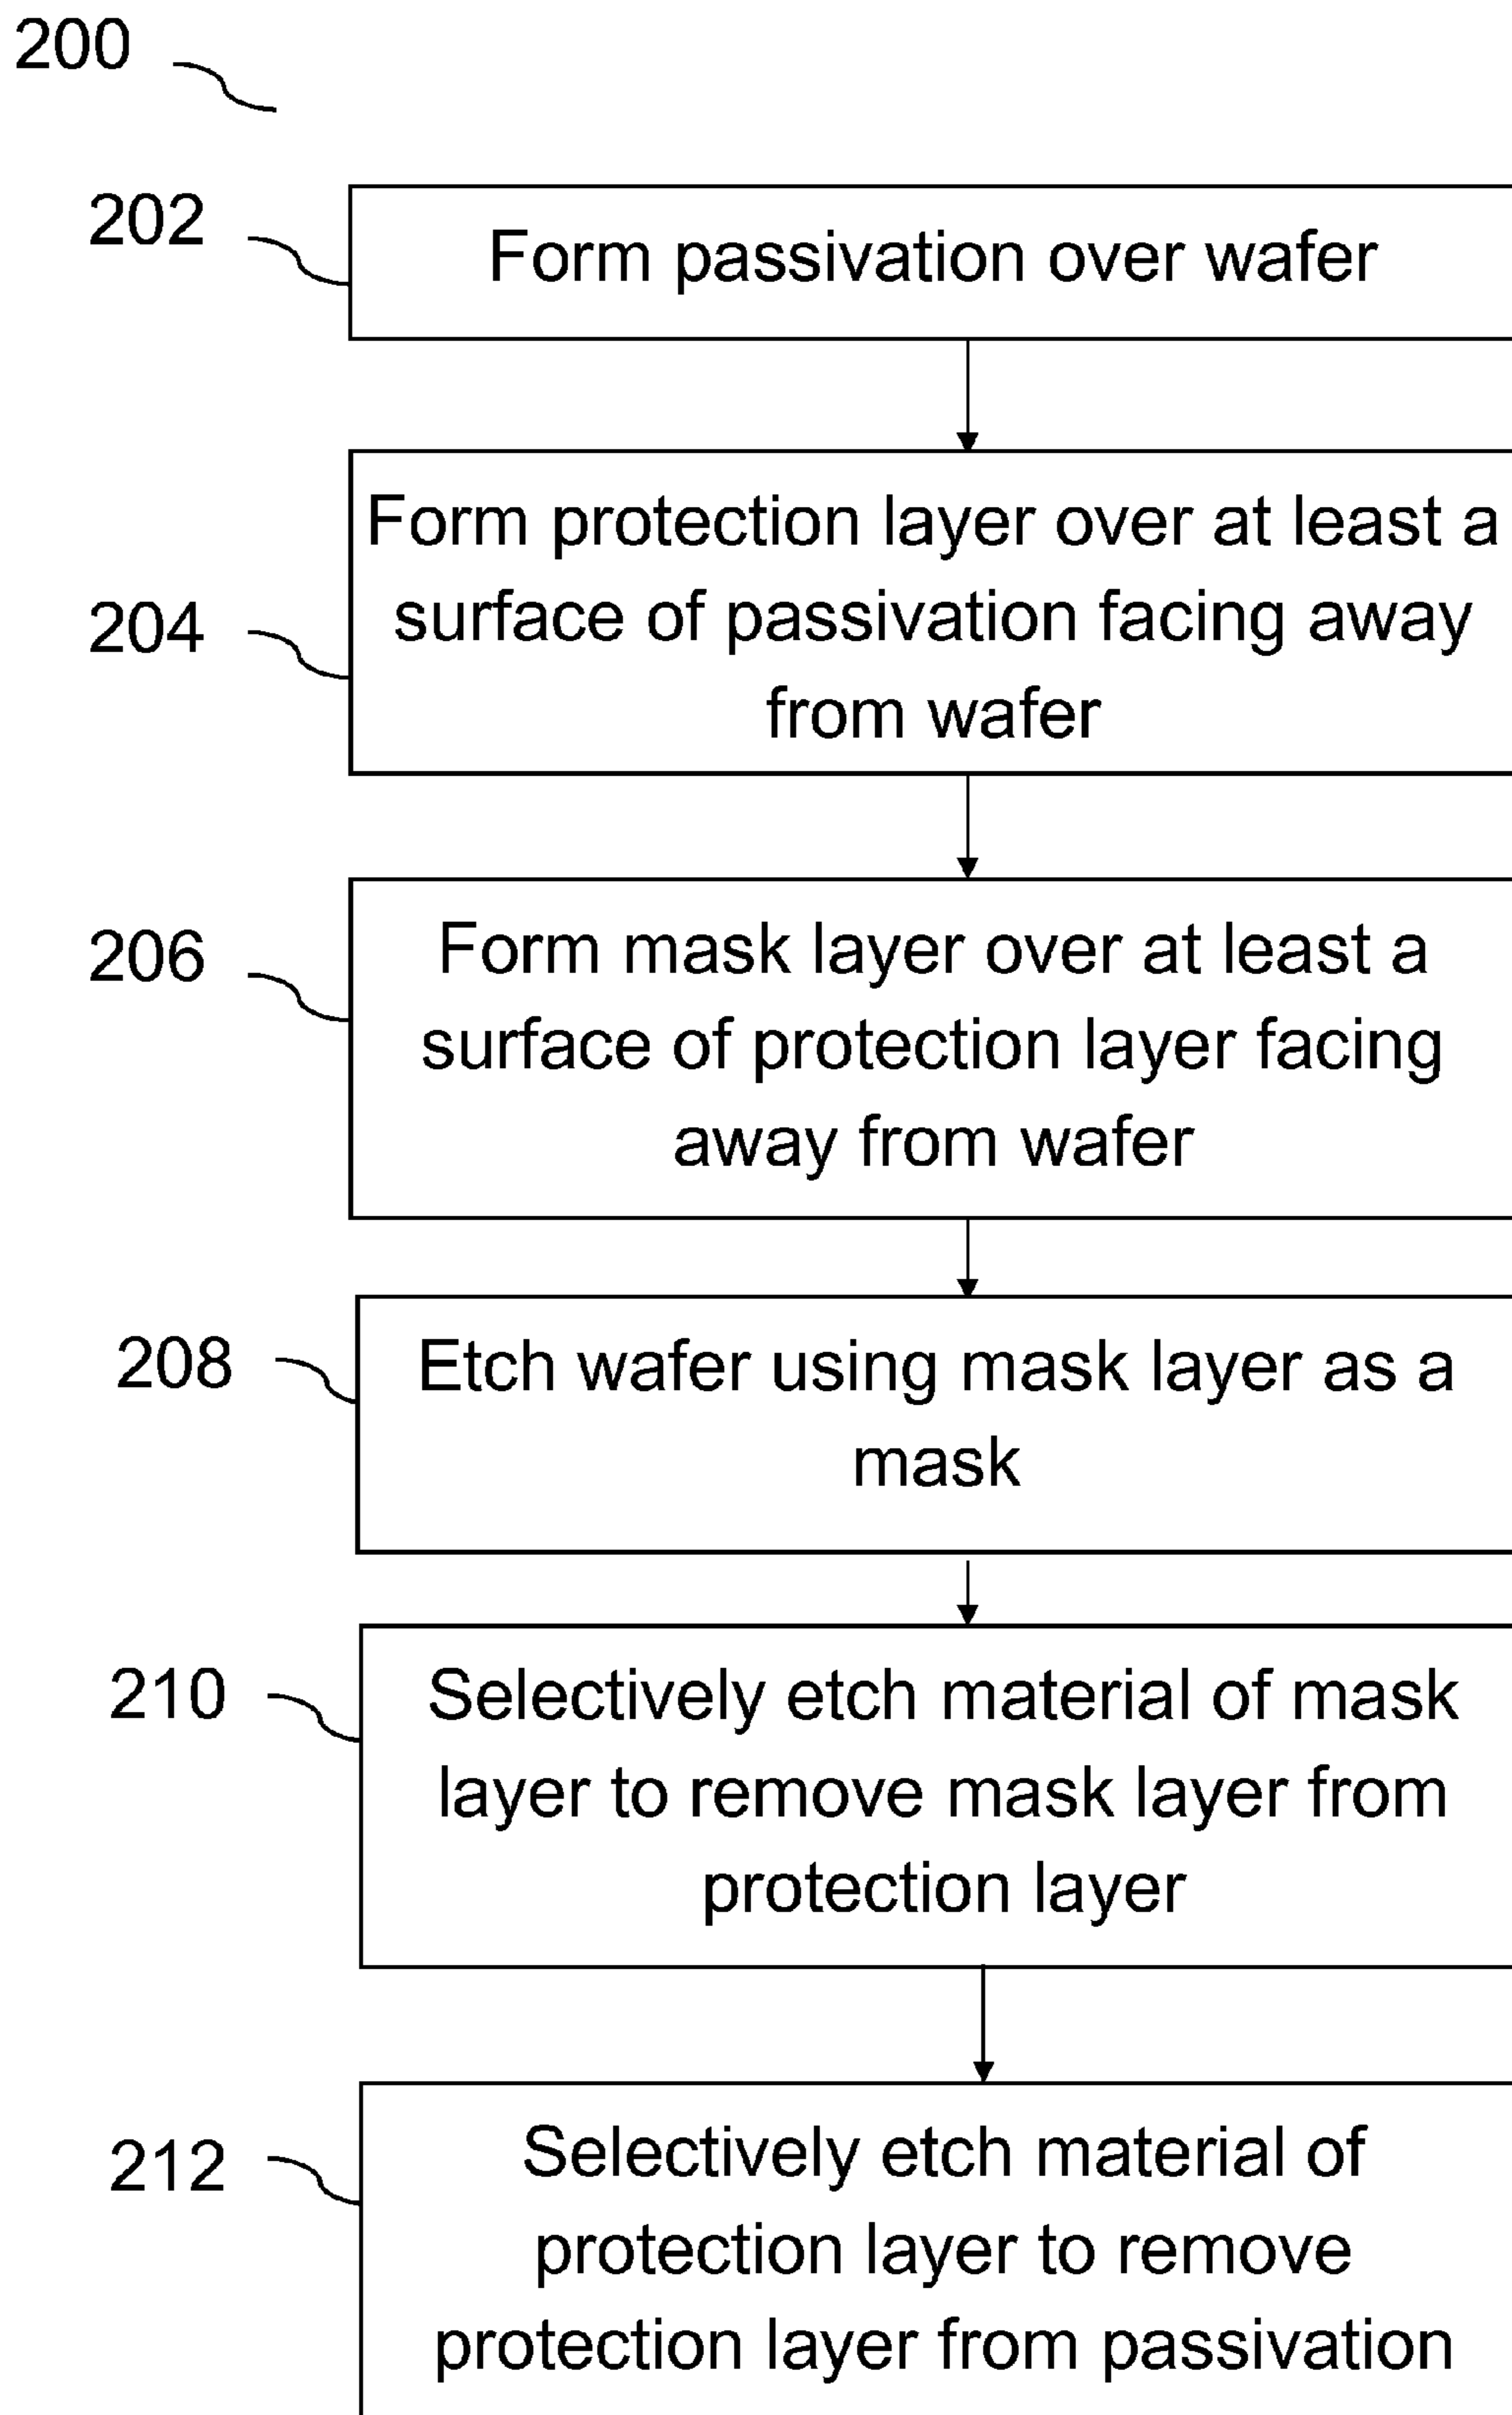 200
202
Form passivation over wafer
Form protection layer over at least a
204
surface of passivation facing away
from wafer
206
Form mask layer over at least a
surface of protection layer facing
away from wafer
208
Etch wafer using mask layer as a
mask
210
Selectively etch material of mask
layer to remove mask layer from
protection layer
212
Selectively etch material of
protection layer to remove
protection layer from passivation